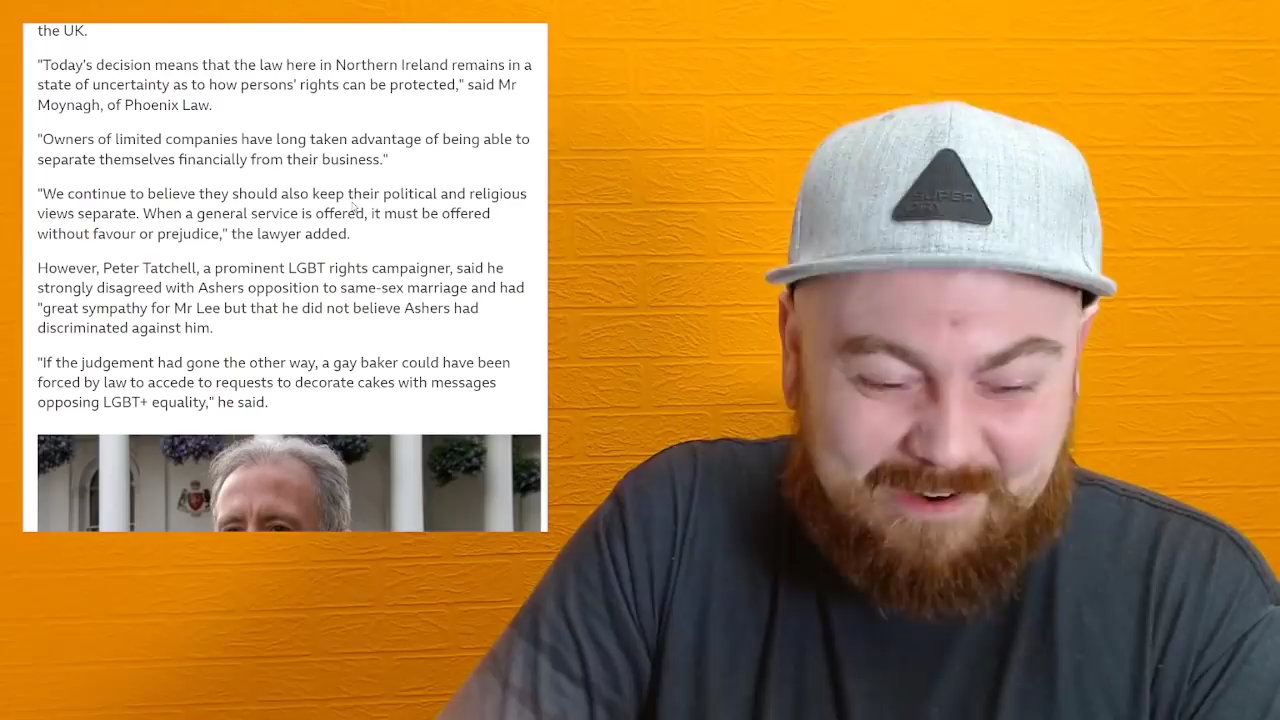 the UK.
"Today's decision means that the law here in Northern Ireland remains in a
state of uncertainty as to how persons' rights can be protected," said Mr
Moynagh, of Phoenix Law.
"Owners of limited companies have long taken advantage of being able to
separate themselves financially from their business."
"We continue to believe they should also keep their political and religious
views separate. When a general service is offered, it must be offered
without favour or prejudice," the lawyer added.
However, Peter Tatchell, a prominent LGBT rights campaigner, said he
strongly disagreed with Ashers opposition to same-sex marriage and had
"great sympathy for Mr Lee but that he did not believe Ashers had
discriminated against him.
"If the judgement had gone the other way, a gay baker could have been
forced by law to accede to requests to decorate cakes with messages
opposing LGBT+ equality," he said.
SUPER
DRY